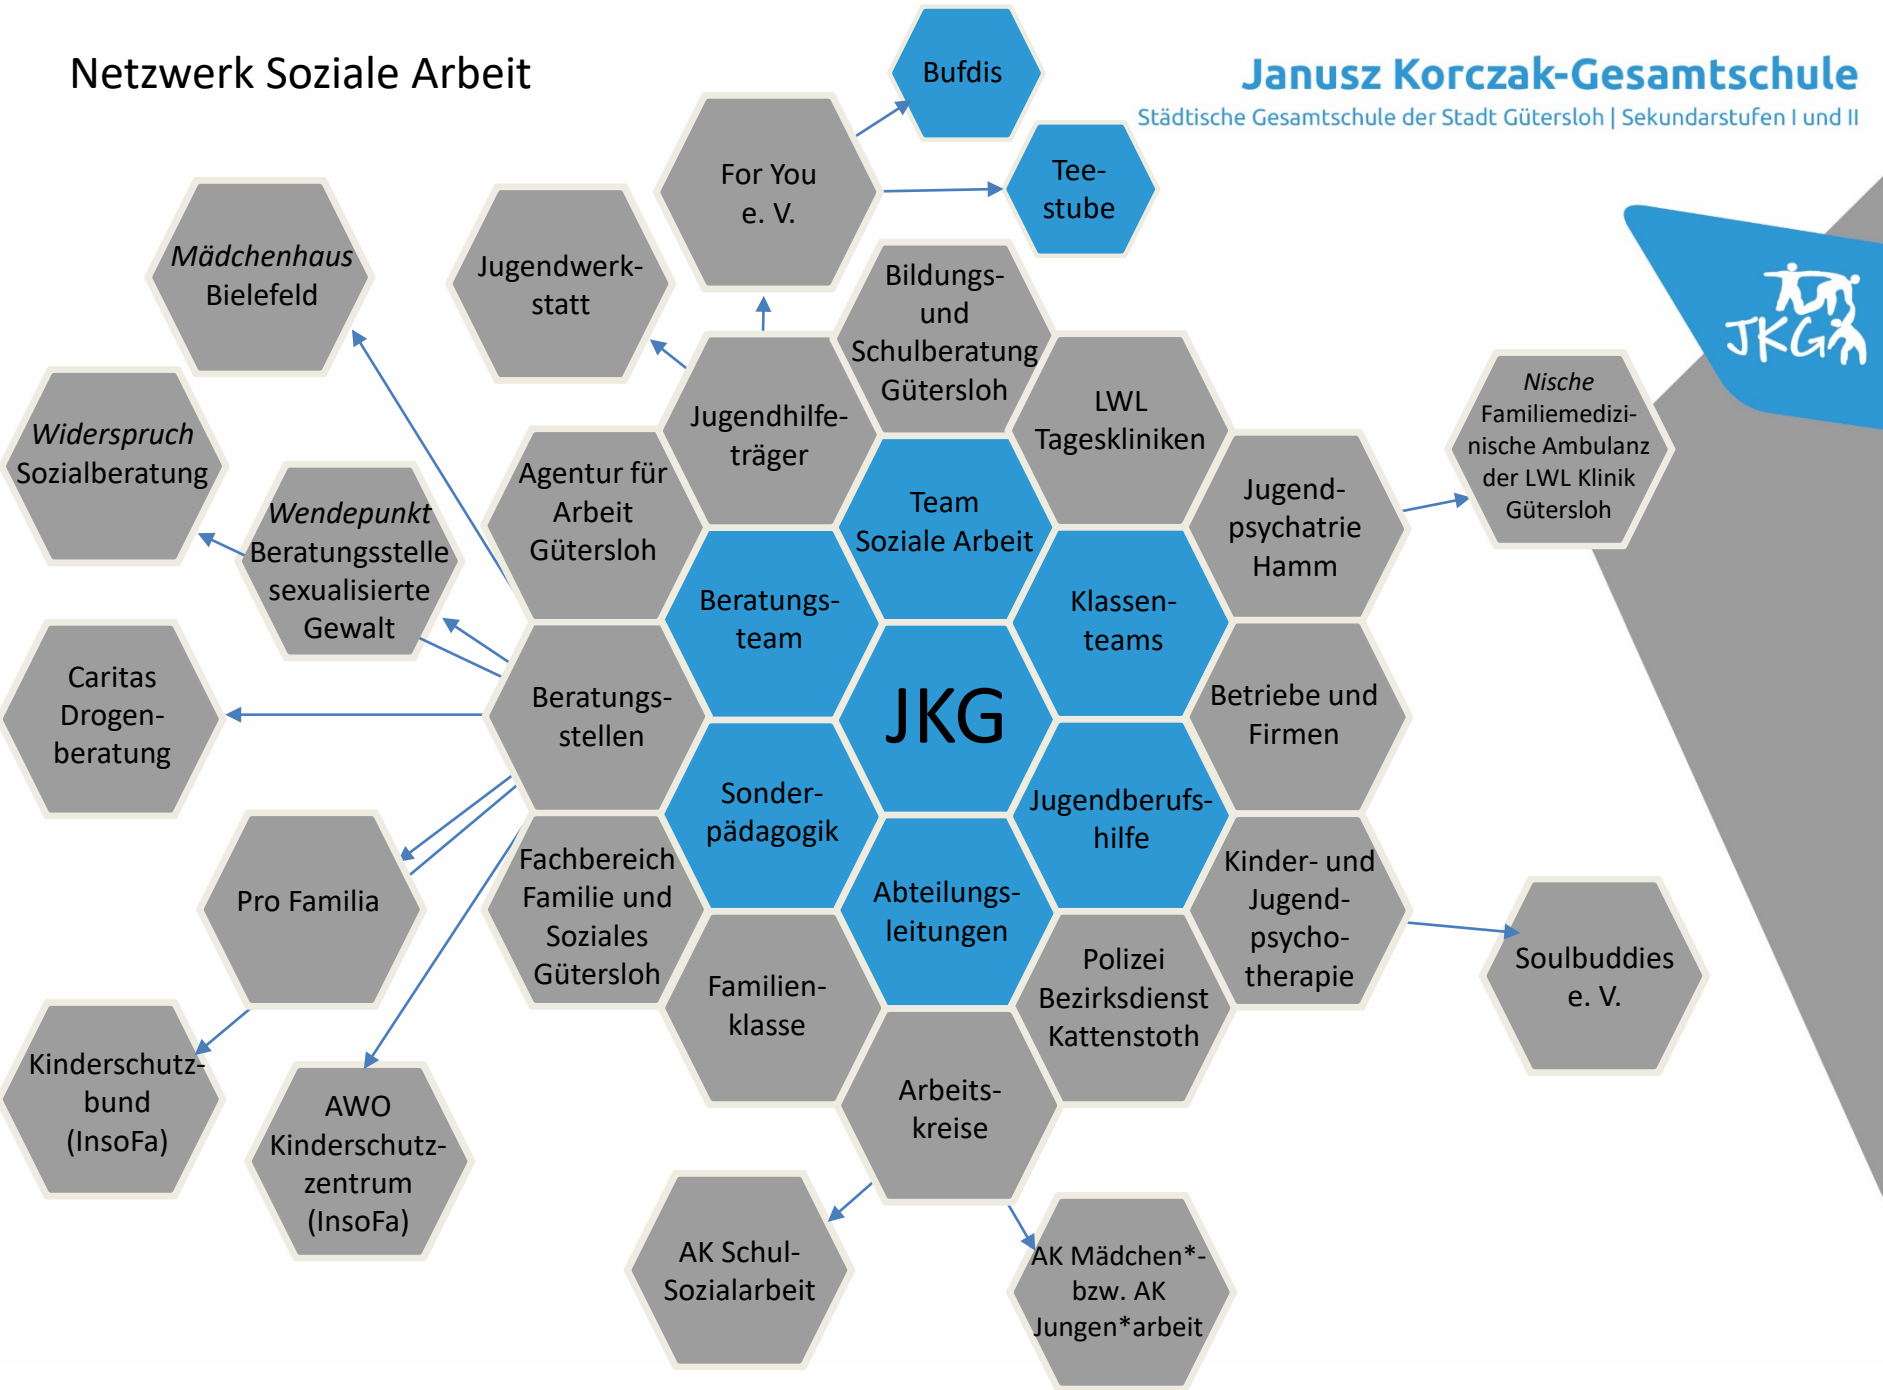 Netzwerk Soziale Arbeit
Janusz Korczak-Gesamtschule
Städtische Gesamtschule der Stadt Gütersloh | Sekundarstufen I und II
JKG
Bufdis
Tee-
stube
For You
e. V.
Mädchenhaus
Bielefeld
Jugendwerk-
statt
Bildungs-
und
Schulberatung
Gütersloh
Widerspruch
Sozialberatung
Jugendhilfe-
träger
LWL
Tageskliniken
Nische
Familiemedizi-
nische Ambulanz
der LWL Klinik
Gütersloh
Wendepunkt
Beratungsstelle
sexualisierte
Gewalt
Agentur für
Arbeit
Gütersloh
Team
Soziale Arbeit
Jugend-
psychatrie
Hamm
Beratungs-
team
Klassen-
teams
Caritas
Drogen-
beratung
Beratungs-
stellen
JKG
Betriebe und
Firmen
Sonder-
pädagogik
Jugendberufs-
hilfe
Pro Familia
Fachbereich
Familie und
Soziales
Gütersloh
Abteilungs-
leitungen
Kinder- und
Jugend-
psycho-
therapie
Soulbuddies
e. V.
Familien-
klasse
Polizei
Bezirksdienst
Kattenstoth
Kinderschutz-
bund
(InsoFa)
AWO
Kinderschutz-
zentrum
(InsoFa)
Arbeits-
kreise
AK Schul-
Sozialarbeit
AK Mädchen*-
bzw. AK
Jungen*arbeit